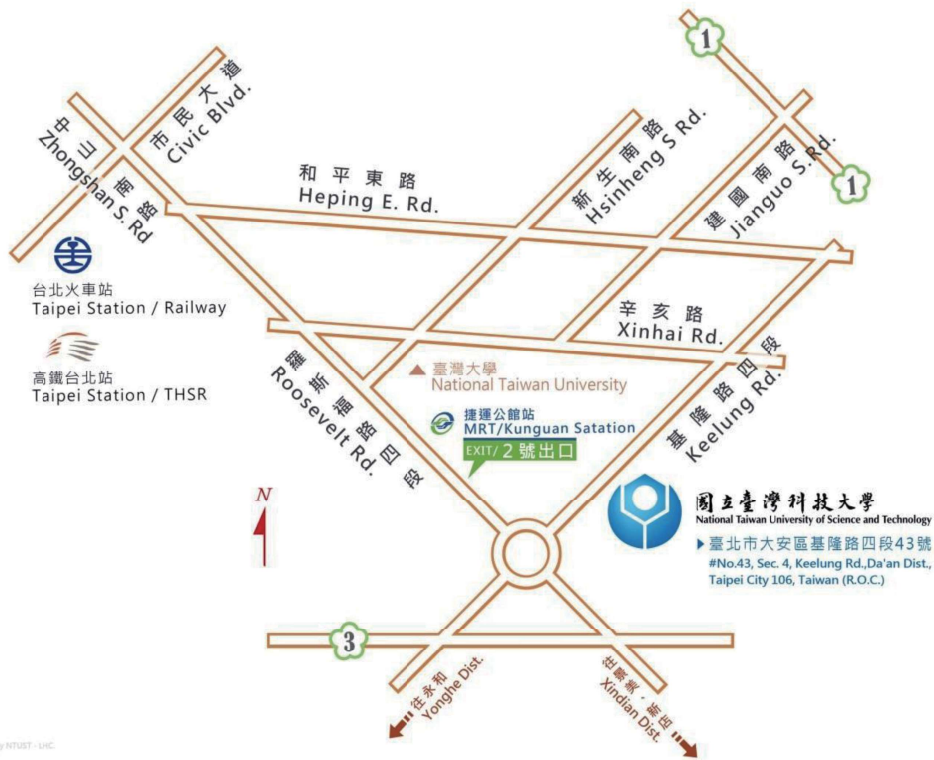 1
1
市民大道
Civic Blvd.
中山南路
Zhongshan S. Rd
和平東路
Heping E. Rd.
新生南路
Hsinheng S Rd.
建國南路
Jianguo S. Rd.
台北火車站
Taipei Station / Railway
高鐵台北站
Taipei Station / THSR
辛亥路
Xinhai Rd.
臺灣大學
National Taiwan University
羅斯福路四段
Roosevelt Rd.
捷運公館站
MRT/Kunguan Satation
EXIT/ 2 號出口
基隆路四段
Keelung Rd.
N
國立臺灣科技大學
National Taiwan University of Science and Technology
臺北市大安區基隆路四段43號
#No.43, Sec. 4, Keelung Rd.,Da'an Dist.,
Taipei City 106, Taiwan (R.O.C.)
3
往永和
Yonghe Dist.
往景美．新店
Xindian Dist.
y NTUST - LHC